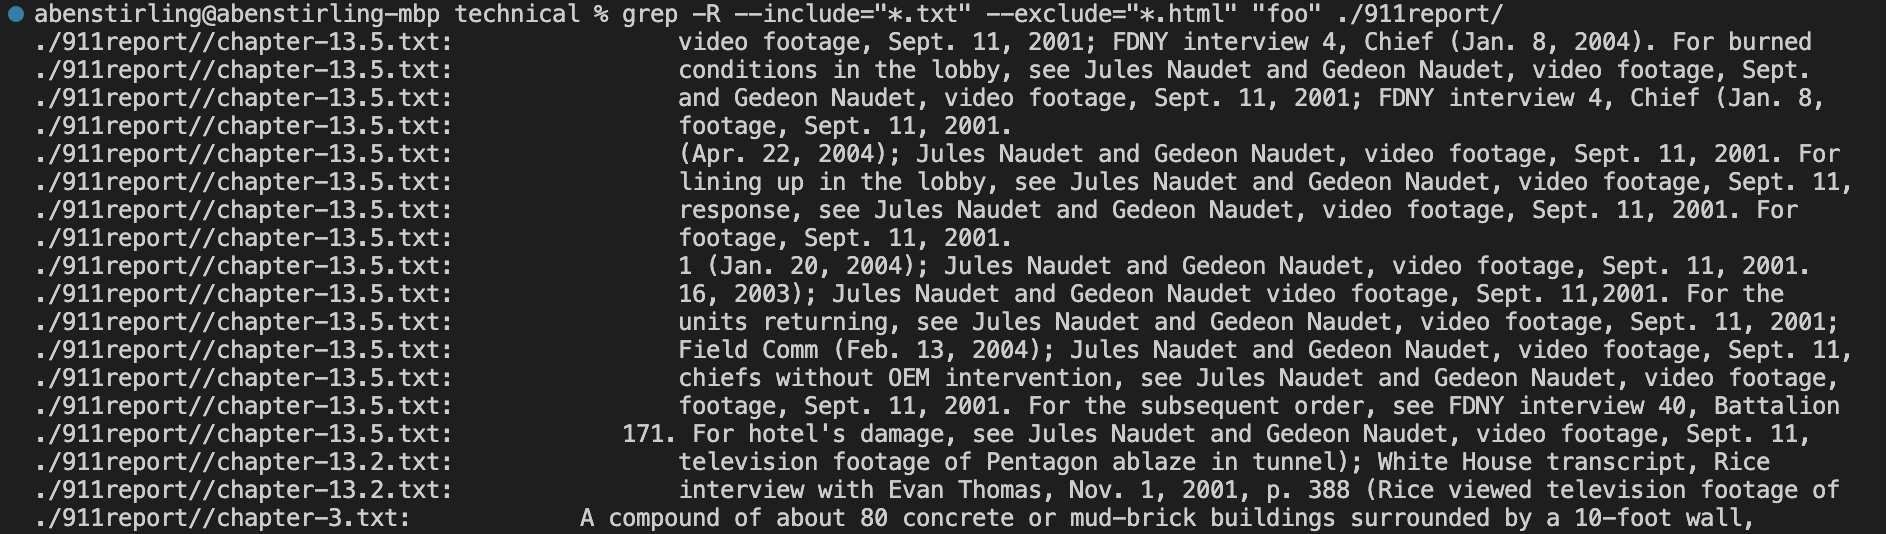 abenstirling@abenstirling-mbp technical % grep -R --include="*.txt" --exclude="*.html" "foo" ./911report/
./911report//chapter-13.5.txt:                video footage, Sept. 11, 2001; FDNY interview 4, Chief (Jan. 8, 2004). For burned
./911report//chapter-13.5.txt:                conditions in the lobby, see Jules Naudet and Gedeon Naudet, video footage, Sept.
./911report//chapter-13.5.txt:                and Gedeon Naudet, video footage, Sept. 11, 2001; FDNY interview 4, Chief (Jan. 8,
./911report//chapter-13.5.txt:                footage, Sept. 11, 2001.
./911report//chapter-13.5.txt:                (Apr. 22, 2004); Jules Naudet and Gedeon Naudet, video footage, Sept. 11, 2001. For
./911report//chapter-13.5.txt:                lining up in the lobby, see Jules Naudet and Gedeon Naudet, video footage, Sept. 11,
./911report//chapter-13.5.txt:                response, see Jules Naudet and Gedeon Naudet, video footage, Sept. 11, 2001. For
./911report//chapter-13.5.txt:                footage, Sept. 11, 2001.
./911report//chapter-13.5.txt:                1 (Jan. 20, 2004); Jules Naudet and Gedeon Naudet, video footage, Sept. 11, 2001.
./911report//chapter-13.5.txt:                16, 2003); Jules Naudet and Gedeon Naudet video footage, Sept. 11,2001. For the
./911report//chapter-13.5.txt:                units returning, see Jules Naudet and Gedeon Naudet, video footage, Sept. 11, 2001;
./911report//chapter-13.5.txt:                Field Comm (Feb. 13, 2004); Jules Naudet and Gedeon Naudet, video footage, Sept. 11,
./911report//chapter-13.5.txt:                chiefs without OEM intervention, see Jules Naudet and Gedeon Naudet, video footage,
./911report//chapter-13.5.txt:                footage, Sept. 11, 2001. For the subsequent order, see FDNY interview 40, Battalion
./911report//chapter-13.5.txt:            171. For hotel's damage, see Jules Naudet and Gedeon Naudet, video footage, Sept. 11,
./911report//chapter-13.2.txt:                television footage of Pentagon ablaze in tunnel); White House transcript, Rice
./911report//chapter-13.2.txt:                interview with Evan Thomas, Nov. 1, 2001, p. 388 (Rice viewed television footage of
./911report//chapter-3.txt:            A compound of about 80 concrete or mud-brick buildings surrounded by a 10-foot wall,